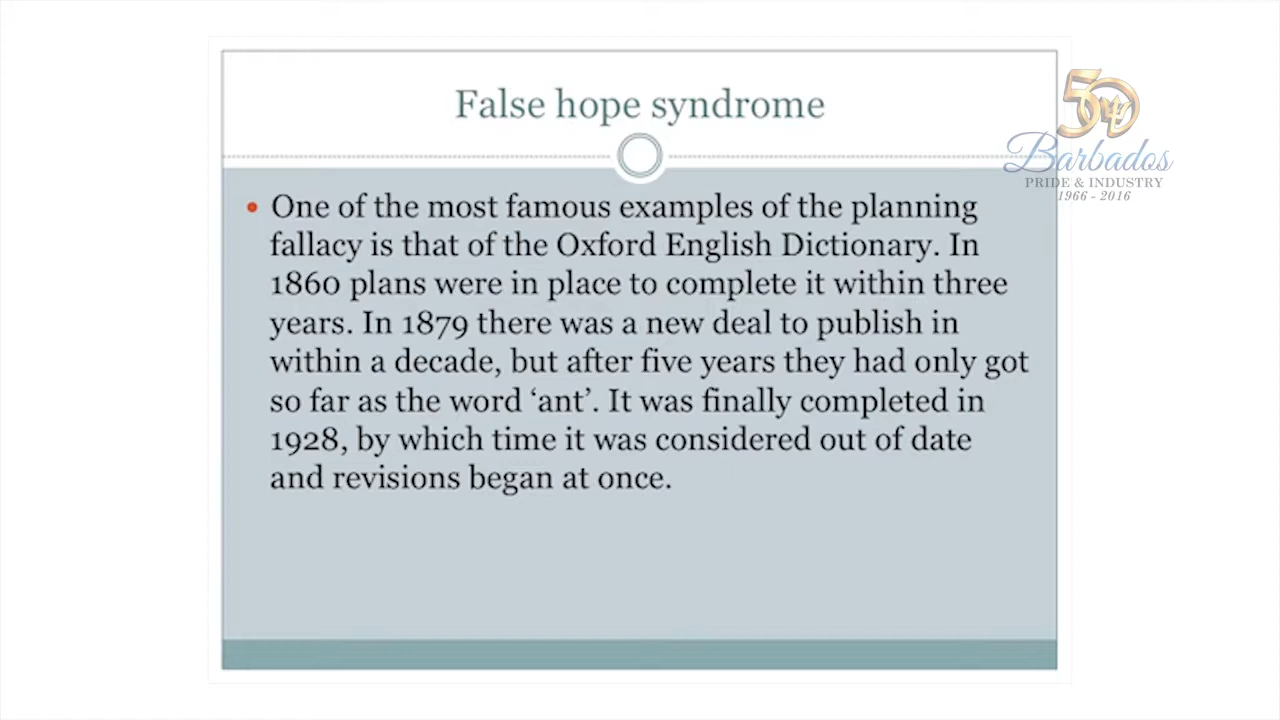 False hope syndrome
50
Barbados
PRIDE & INDUSTRY
1966 - 2016
• One of the most famous examples of the planning
fallacy is that of the Oxford English Dictionary. In
1860 plans were in place to complete it within three
years. In 1879 there was a new deal to publish in
within a decade, but after five years they had only got
so far as the word ‘ant’. It was finally completed in
1928, by which time it was considered out of date
and revisions began at once.